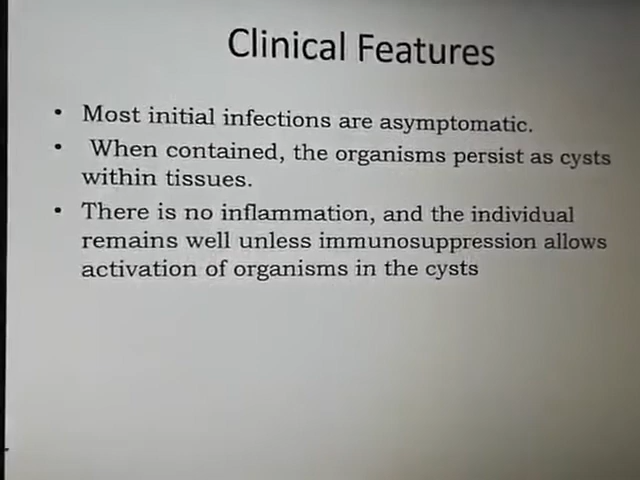 Clinical Features
• Most initial infections are asymptomatic.
• When contained, the organisms persist as cysts
within tissues.
• There is no inflammation, and the individual
remains well unless immunosuppression allows
activation of organisms in the cysts